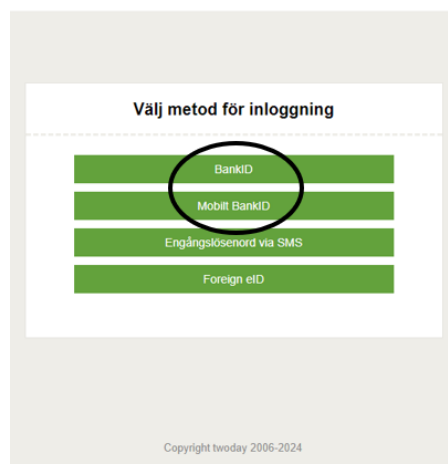 Välj metod för inloggning
BankID
Mobilt BankID
Engångslösenord via SMS
Foreign eID
Copyright twoday 2006-2024